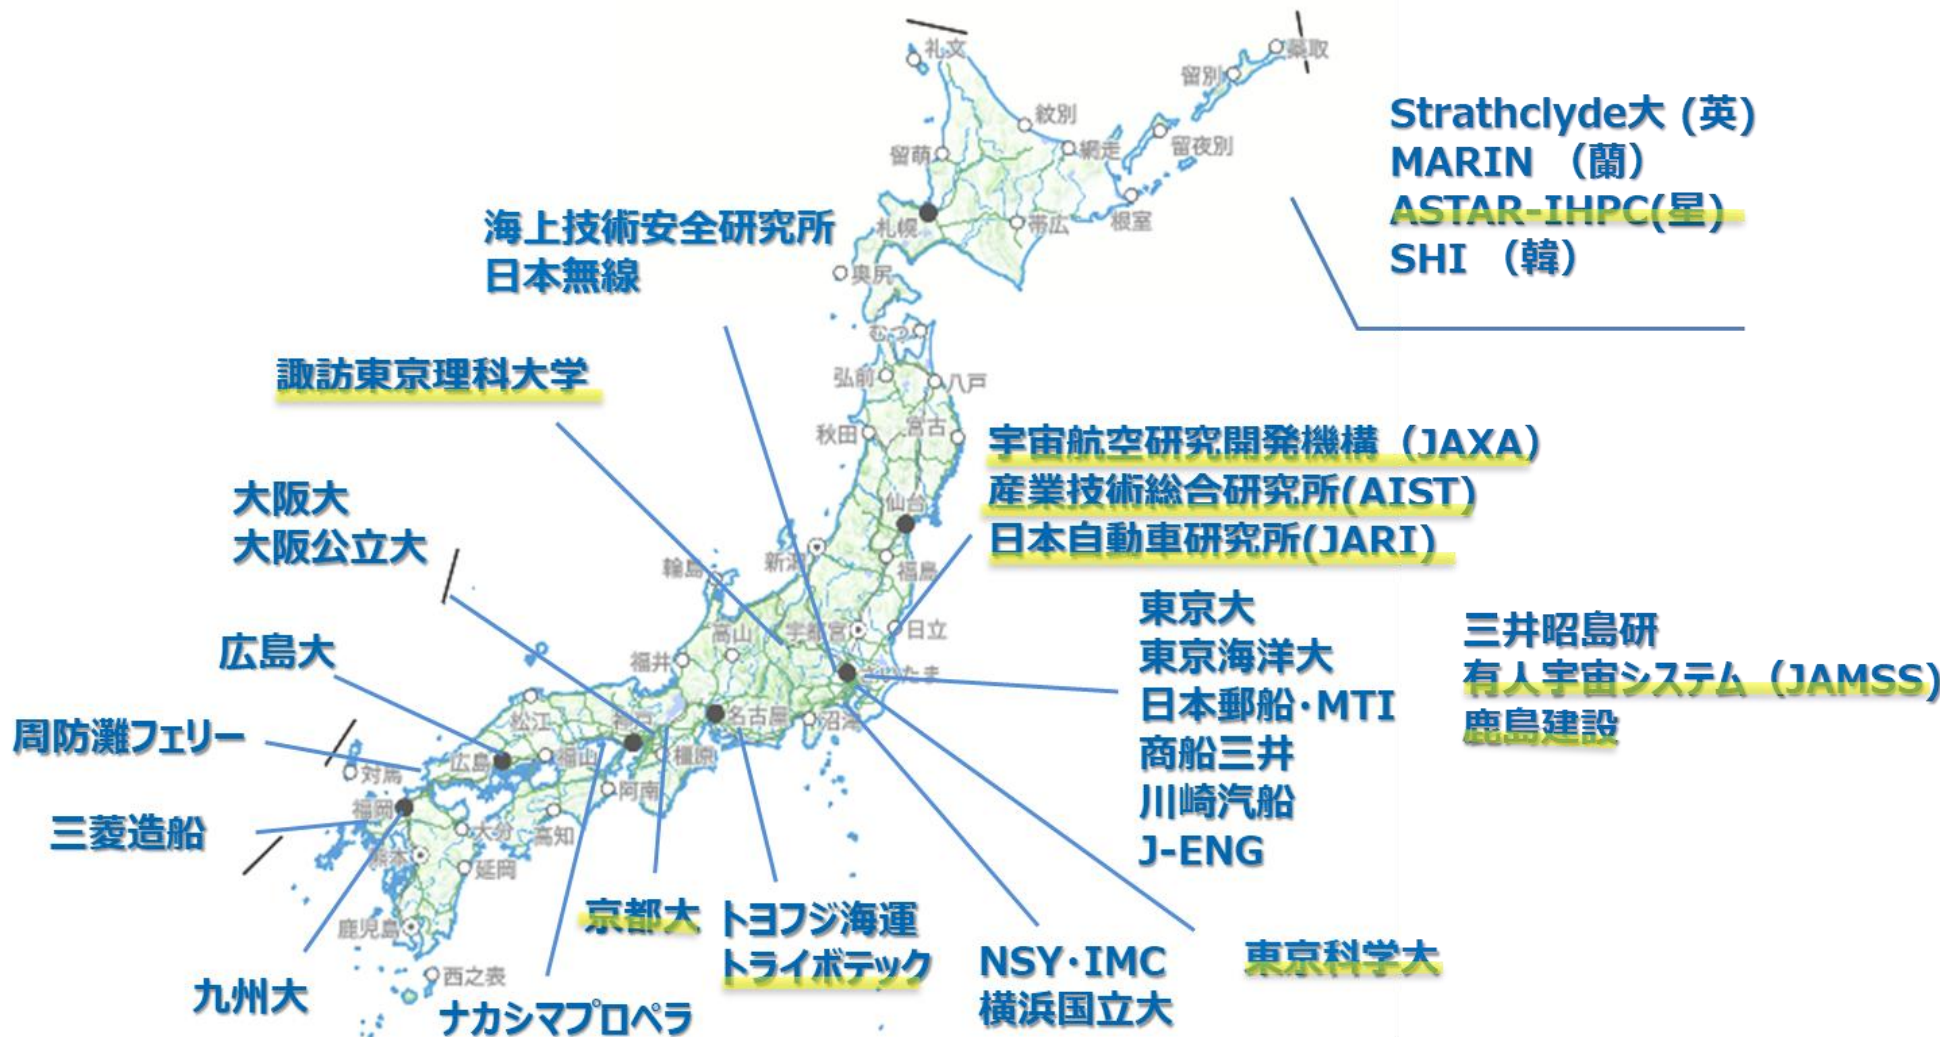 礼文
蘂取
留別
紋別
留夜別
網走
留萌
根室
帯広
札幌
奥尻
Strathclyde大 (英)
MARIN （蘭）
ASTAR-IHPC(星)
SHI （韓）
海上技術安全研究所
日本無線
むつ
弘前
八戸
諏訪東京理科大学
秋田
宮古
宇宙航空研究開発機構（JAXA）
産業技術総合研究所(AIST)
日本自動車研究所(JARI)
仙台
大阪大
大阪公立大
新潟
福島
輪島
高山
宇都宮
日立
福井
さいたま
東京大
東京海洋大
日本郵船・MTI
商船三井
川崎汽船
J-ENG
三井昭島研
有人宇宙システム（JAMSS)
鹿島建設
広島大
松江
神戸
名古屋
沼津
周防灘フェリー
広島
福山
橿原
対馬
阿南
福岡
三菱造船
大分
高知
熊本
延岡
京都大
トヨフジ海運
トライボテック
鹿児島
NSY・IMC
横浜国立大
東京科学大
西之表
九州大
ナカシマプロペラ